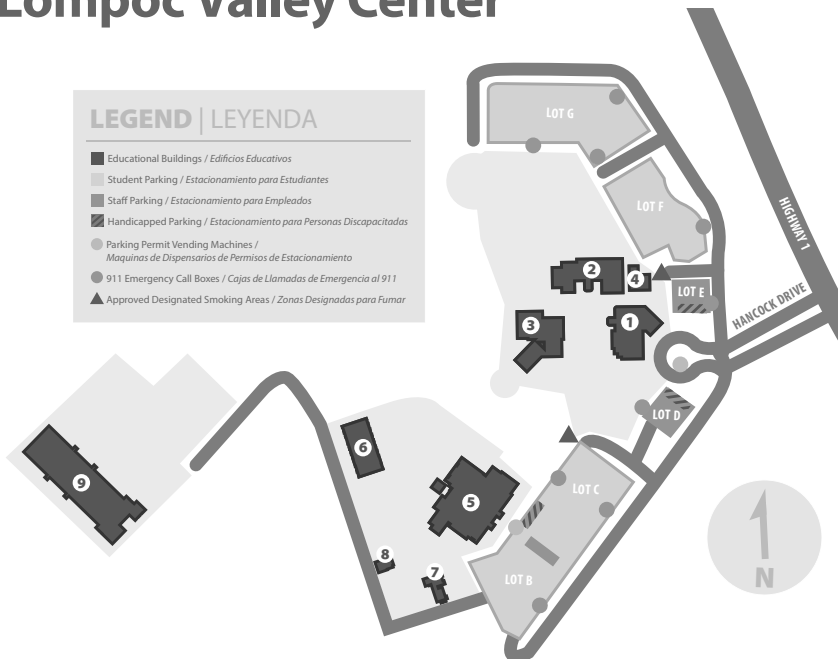 Lompoc Valley Center
LEGEND | LEYENDA
Educational Buildings / Edificios Educativos
Student Parking / Estacionamiento para Estudiantes
Staff Parking / Estacionamiento para Empleados
Handicapped Parking / Estacionamiento para Personas Discapacitadas
Parking Permit Vending Machines /
Maquinas de Dispensarios de Permisos de Estacionamiento
911 Emergency Call Boxes / Cajas de Llamadas de Emergencia al 911
Approved Designated Smoking Areas / Zonas Designadas para Fumar
LOT G
LOT F
HIGHWAY 1
2
4
LOT E
HANCOCK DRIVE
3
1
LOT D
6
9
5
LOT C
8
7
LOT B
N